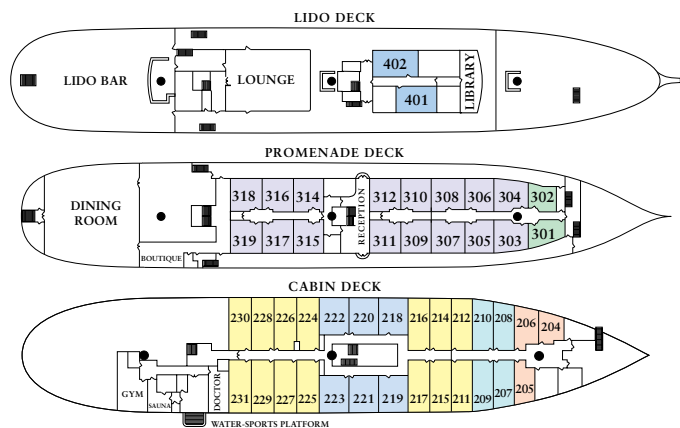 LIDO DECK
402
LIDO BAR
LOUNGE
LIBRARY
401
PROMENADE DECK
318 316 314 312 310 308 306 304 302
DINING
ROOM
RECEPTION
319 317 315 311 309 307 305 303 301
BOUTIQUE
CABIN DECK
230 228 226 224 222 220 218 216 214 212 210 208 206 204
GYM
SAUNA
DOCTOR
231 229 227 225 223 221 219 217 215 211 209 207 205
WATER-SPORTS PLATFORM